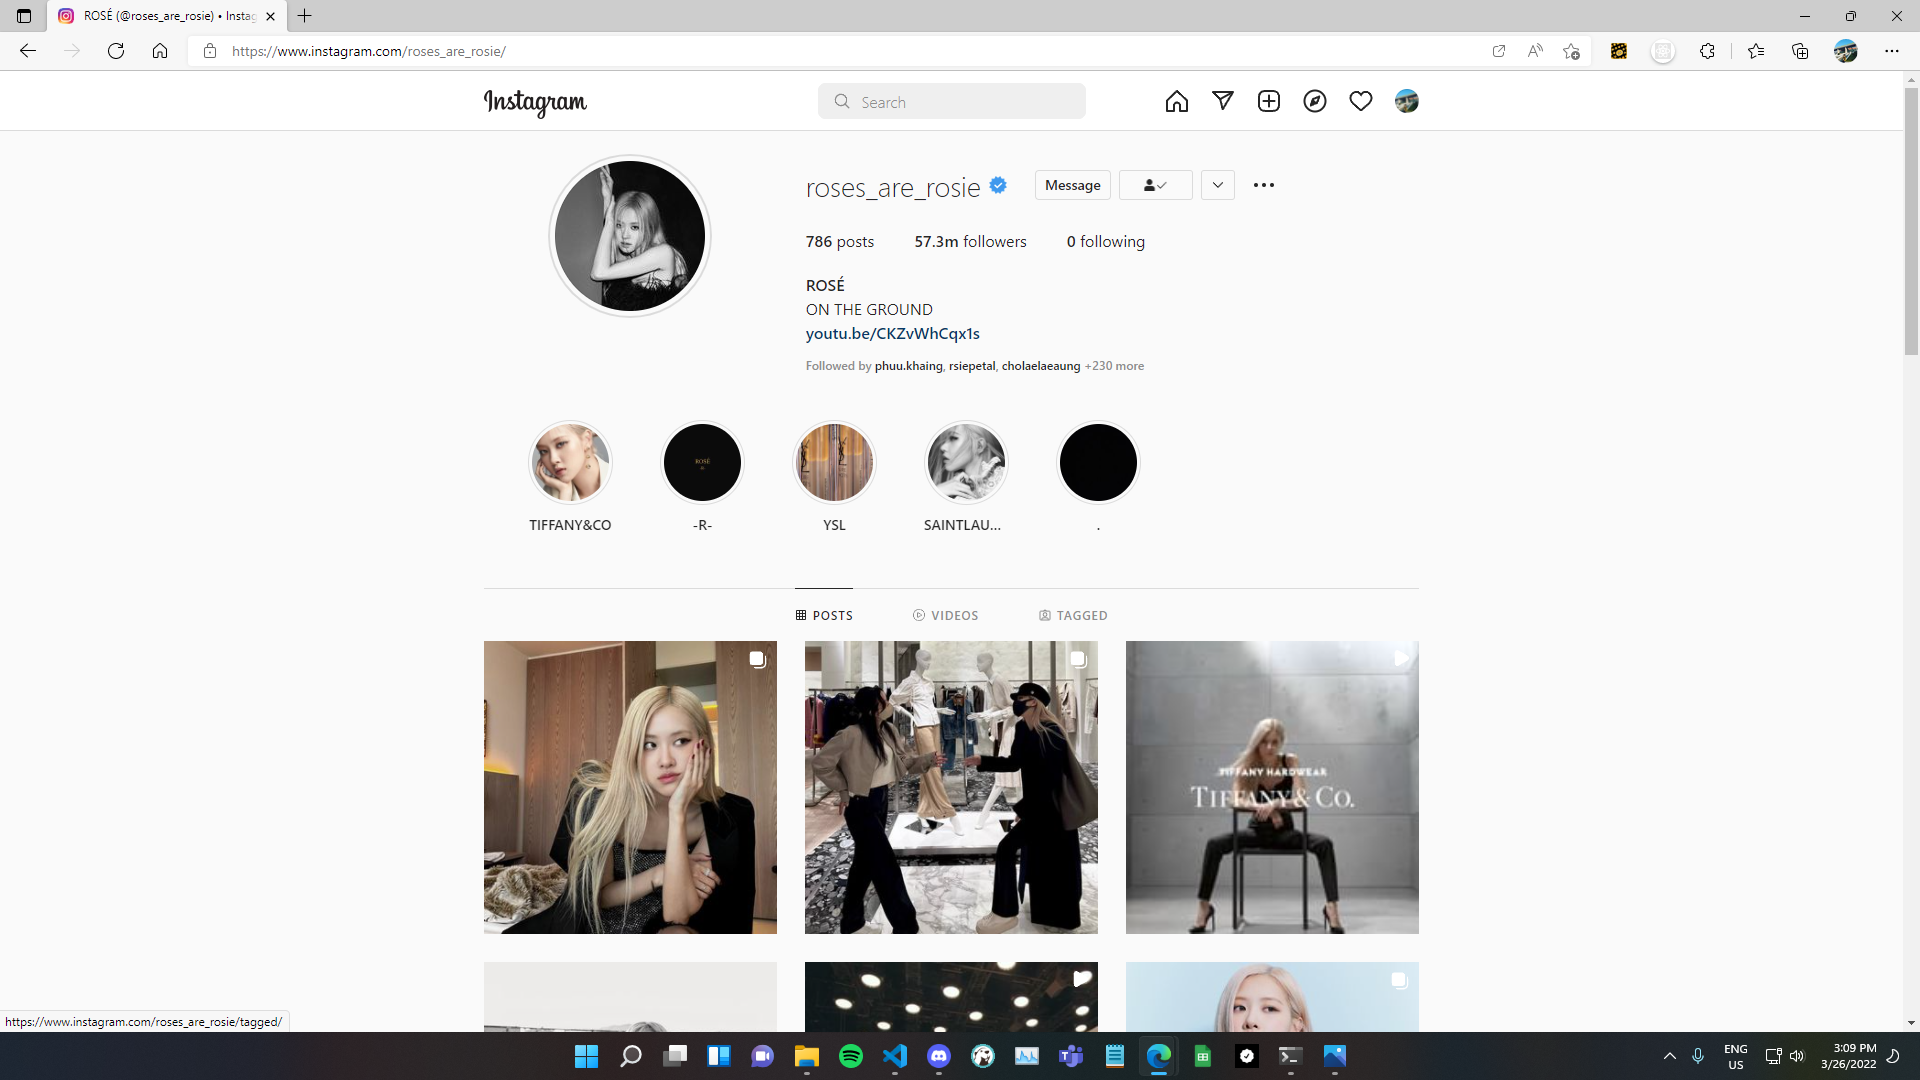 ROSÉ (@roses_are_rosie) • Instag
https://www.instagram.com/roses_are_rosie/
Instagram
Search
roses_are_rosie
Message
786 posts
57.3m followers
0 following
ROSÉ
ON THE GROUND
youtu.be/CKZvWhCqx1s
Followed by phuu.khaing, rsiepetal, cholaelaeaung +230 more
ROSÉ
TIFFANY&CO
-R-
YSL
SAINTLAU...
.
POSTS
VIDEOS
TAGGED
TIFFANY HARDWEAR
TIFFANY & CO.
https://www.instagram.com/roses_are_rosie/tagged/
ENG
US
3:09 PM
3/26/2022